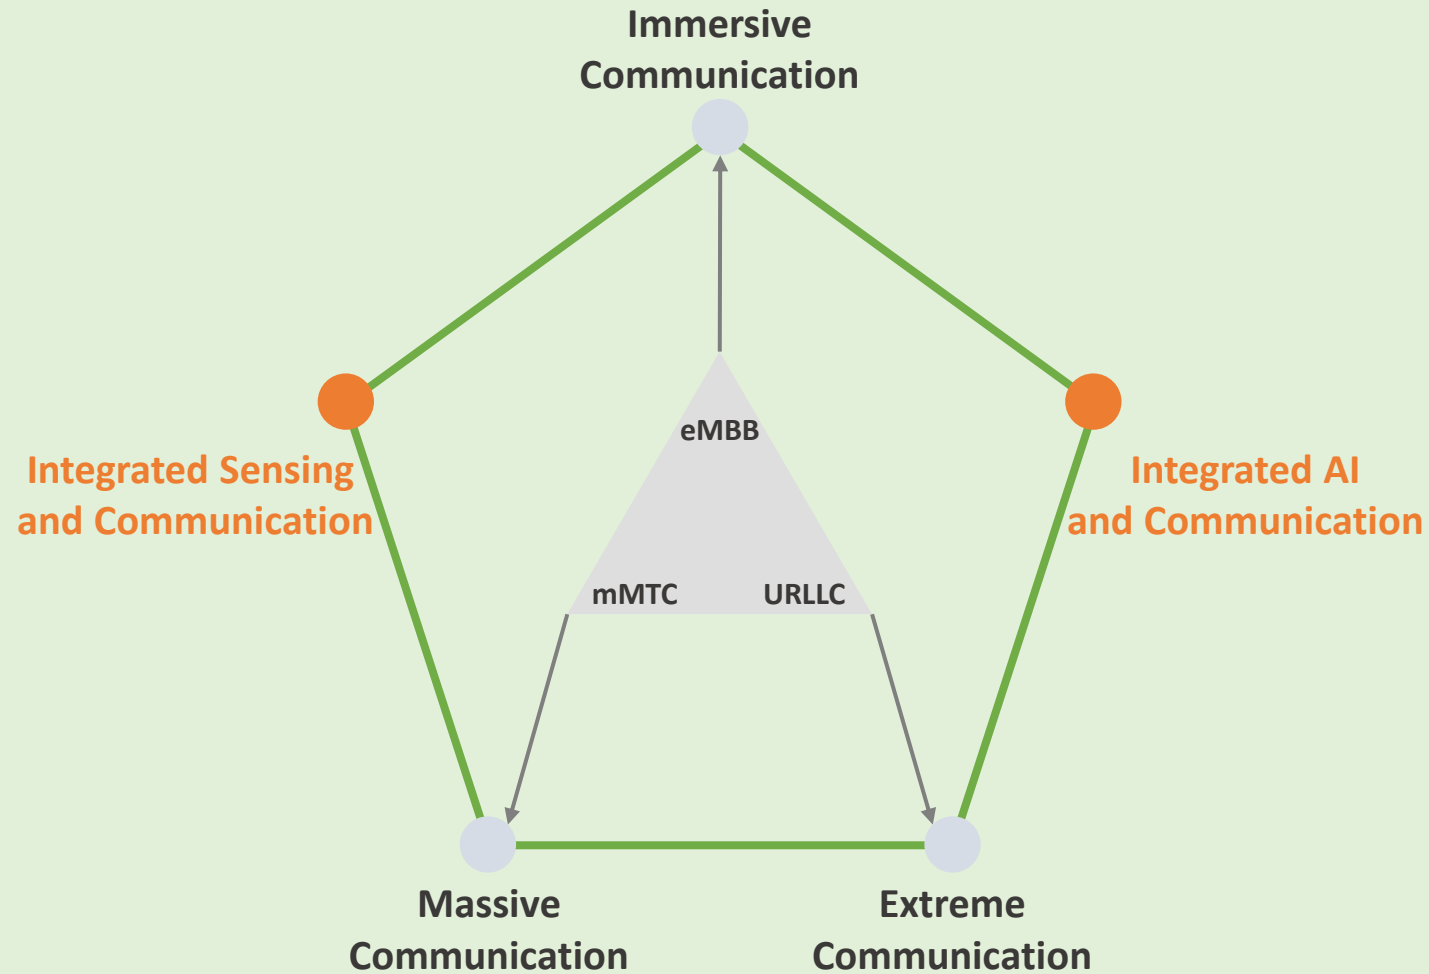 Immersive
Communication
eMBB
Integrated Sensing
and Communication
Integrated AI
and Communication
mMTC
URLLC
Massive
Communication
Extreme
Communication